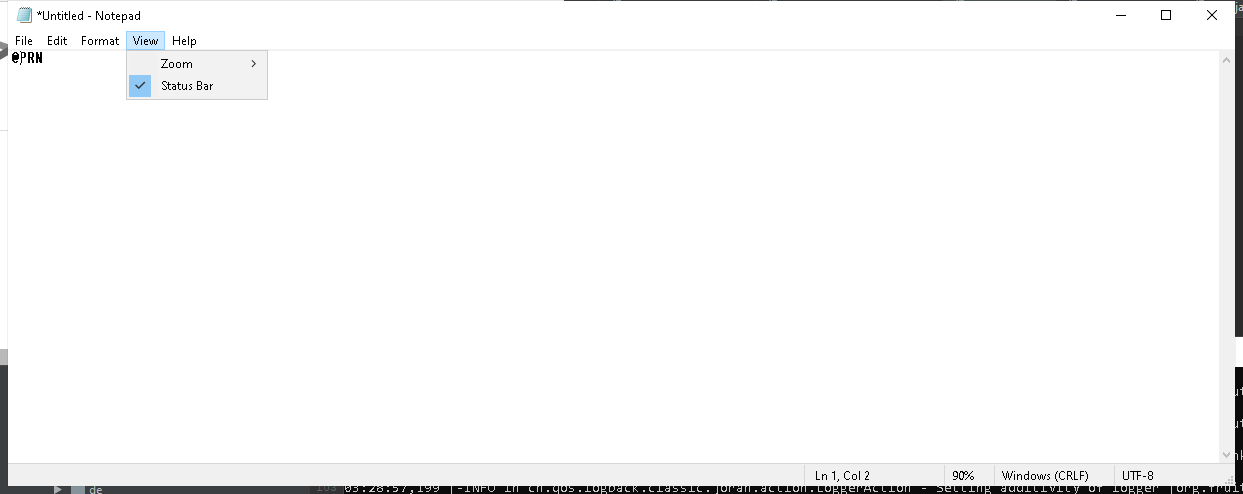 *Untitled - Notepad
File Edit Format View Help
@/PRN
Zoom
Status Bar
Ln 1, Col 2
90%
Windows (CRLF)
UTF-8
de
03:28:57,199 |-INFO in ch.qos.logback.classic.joran.action.LoggerAction - Setting additivity of logger